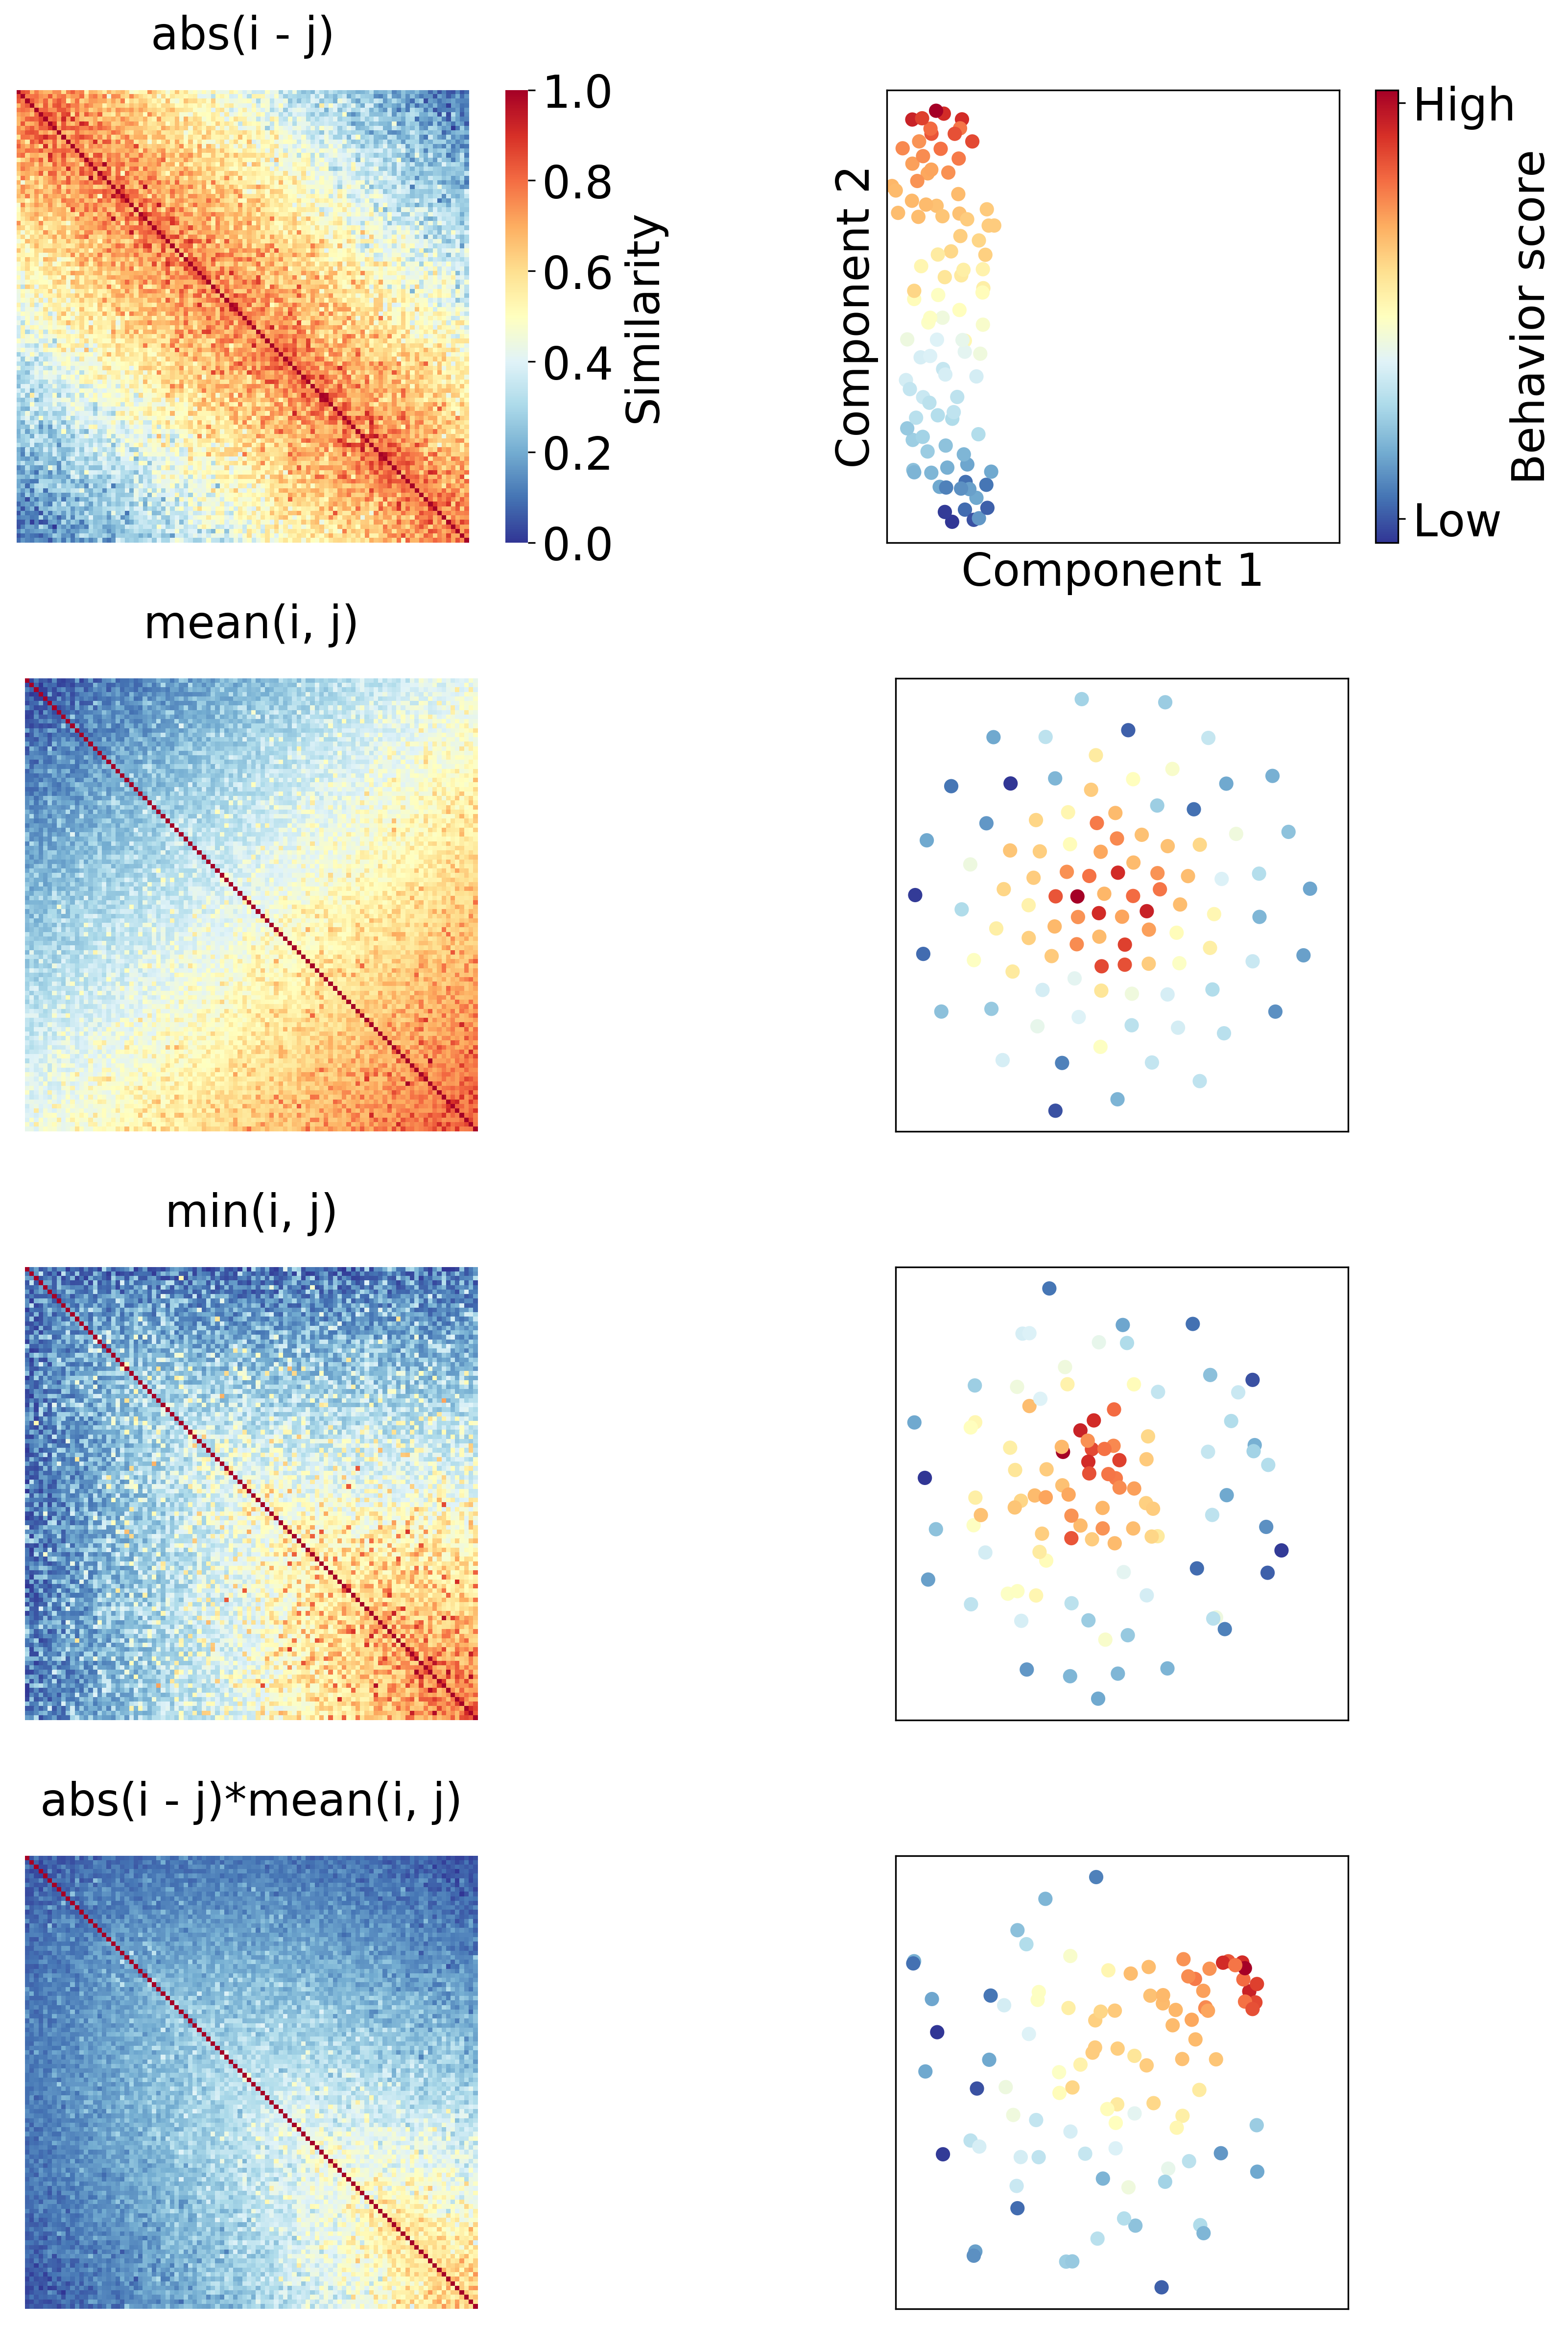 abs(i - j)
1.0
0.8
0.6
0.4
0.2
0.0
Similarity
Component 2
Component 1
High
Low
Behavior score
mean(i, j)
min(i, j)
abs(i - j)*mean(i, j)